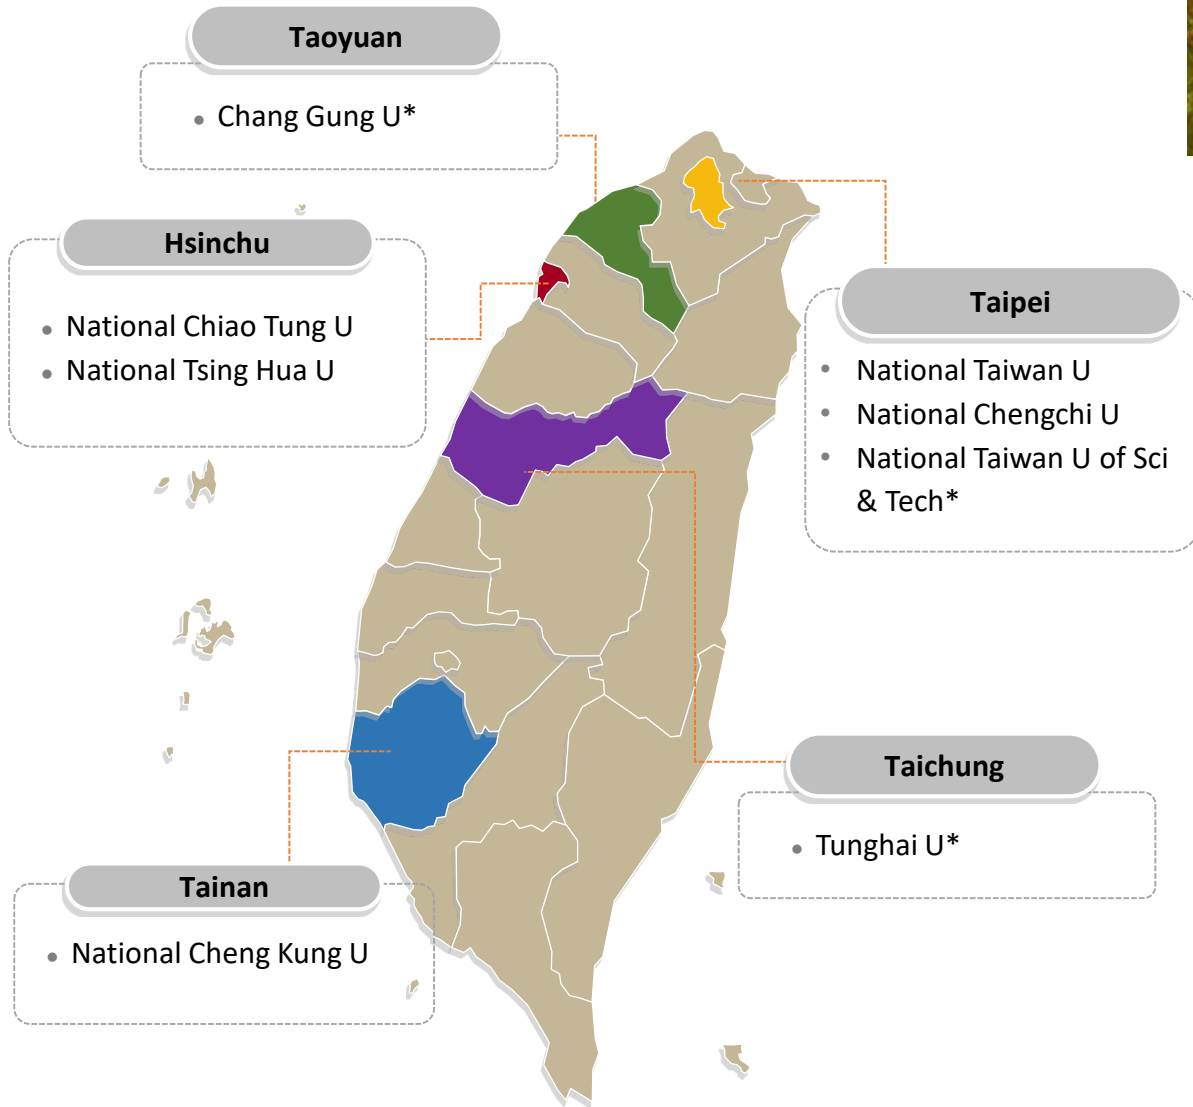 Taoyuan
• Chang Gung U*
Hsinchu
• National Chiao Tung U
• National Tsing Hua U
Taipei
• National Taiwan U
• National Chengchi U
• National Taiwan U of Sci
& Tech*
Taichung
• Tunghai U*
Tainan
• National Cheng Kung U